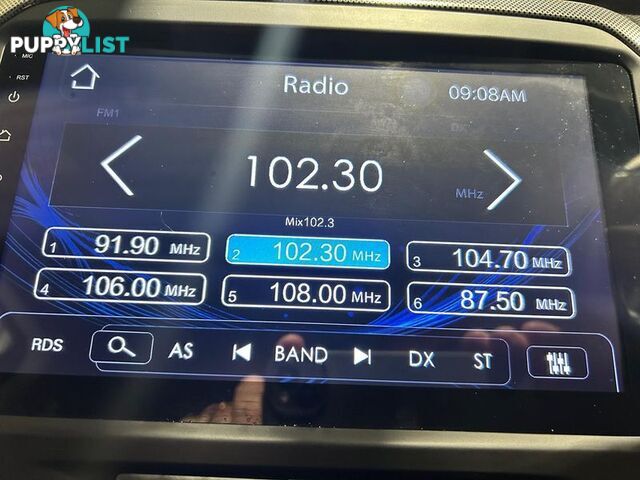 PUPPYLIST
MIC
RST
Radio
09:08AM
FM1
DX
102.30
MHz
Mix102.3
1 91.90 MHz
2 102.30 MHz
3 104.70 MHz
4 106.00 MHz
5 108.00 MHz
6 87.50 MHz
RDS AS BAND DX ST